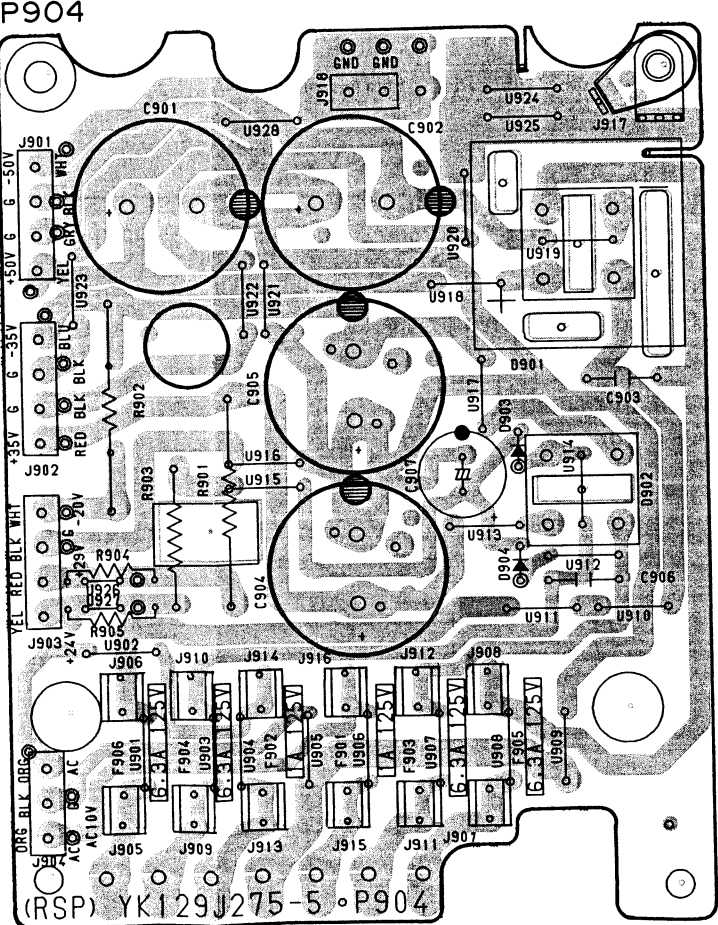 P904
GND GND
J918
C901
U928
C902
U924
U925
J917
J901
-50V
G
G
+50V
WHT
BLK
GRY
YEL
U923
U922
U921
U920
U919
U918
D901
-35V
G
G
+35V
BLU
BLK
BLK
RED
J902
R902
C905
U917
D903
C903
R903
R901
U916
U915
C907
U914
D902
U913
WHT
BLK
RED
YEL
-20V
G
+29V
+24V
R904
U926
U927
R905
J903
C904
D904
U912
C906
U911
U910
U902
J906
J910
J914
J916
J912
J908
F906
U901
6.3A 125V
F904
U903
6.3A 125V
U904
F902
1A 125V
U905
F901
U906
1A 125V
F903
U907
6.3A 125V
U908
F905
6.3A 125V
U909
ORG
BLK
ORG
AC
AC10V
AC
J904
J905
J909
J913
J915
J911
J907
(RSP) YK129J275-5 P904